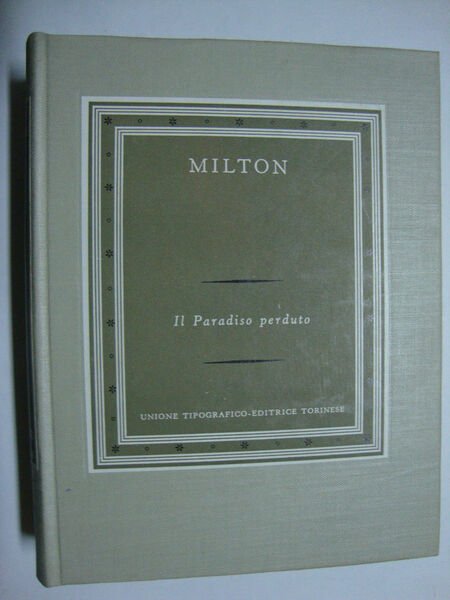 MILTON
Il Paradiso perduto
UNIONE TIPOGRAFICO-EDITRICE TORINESE